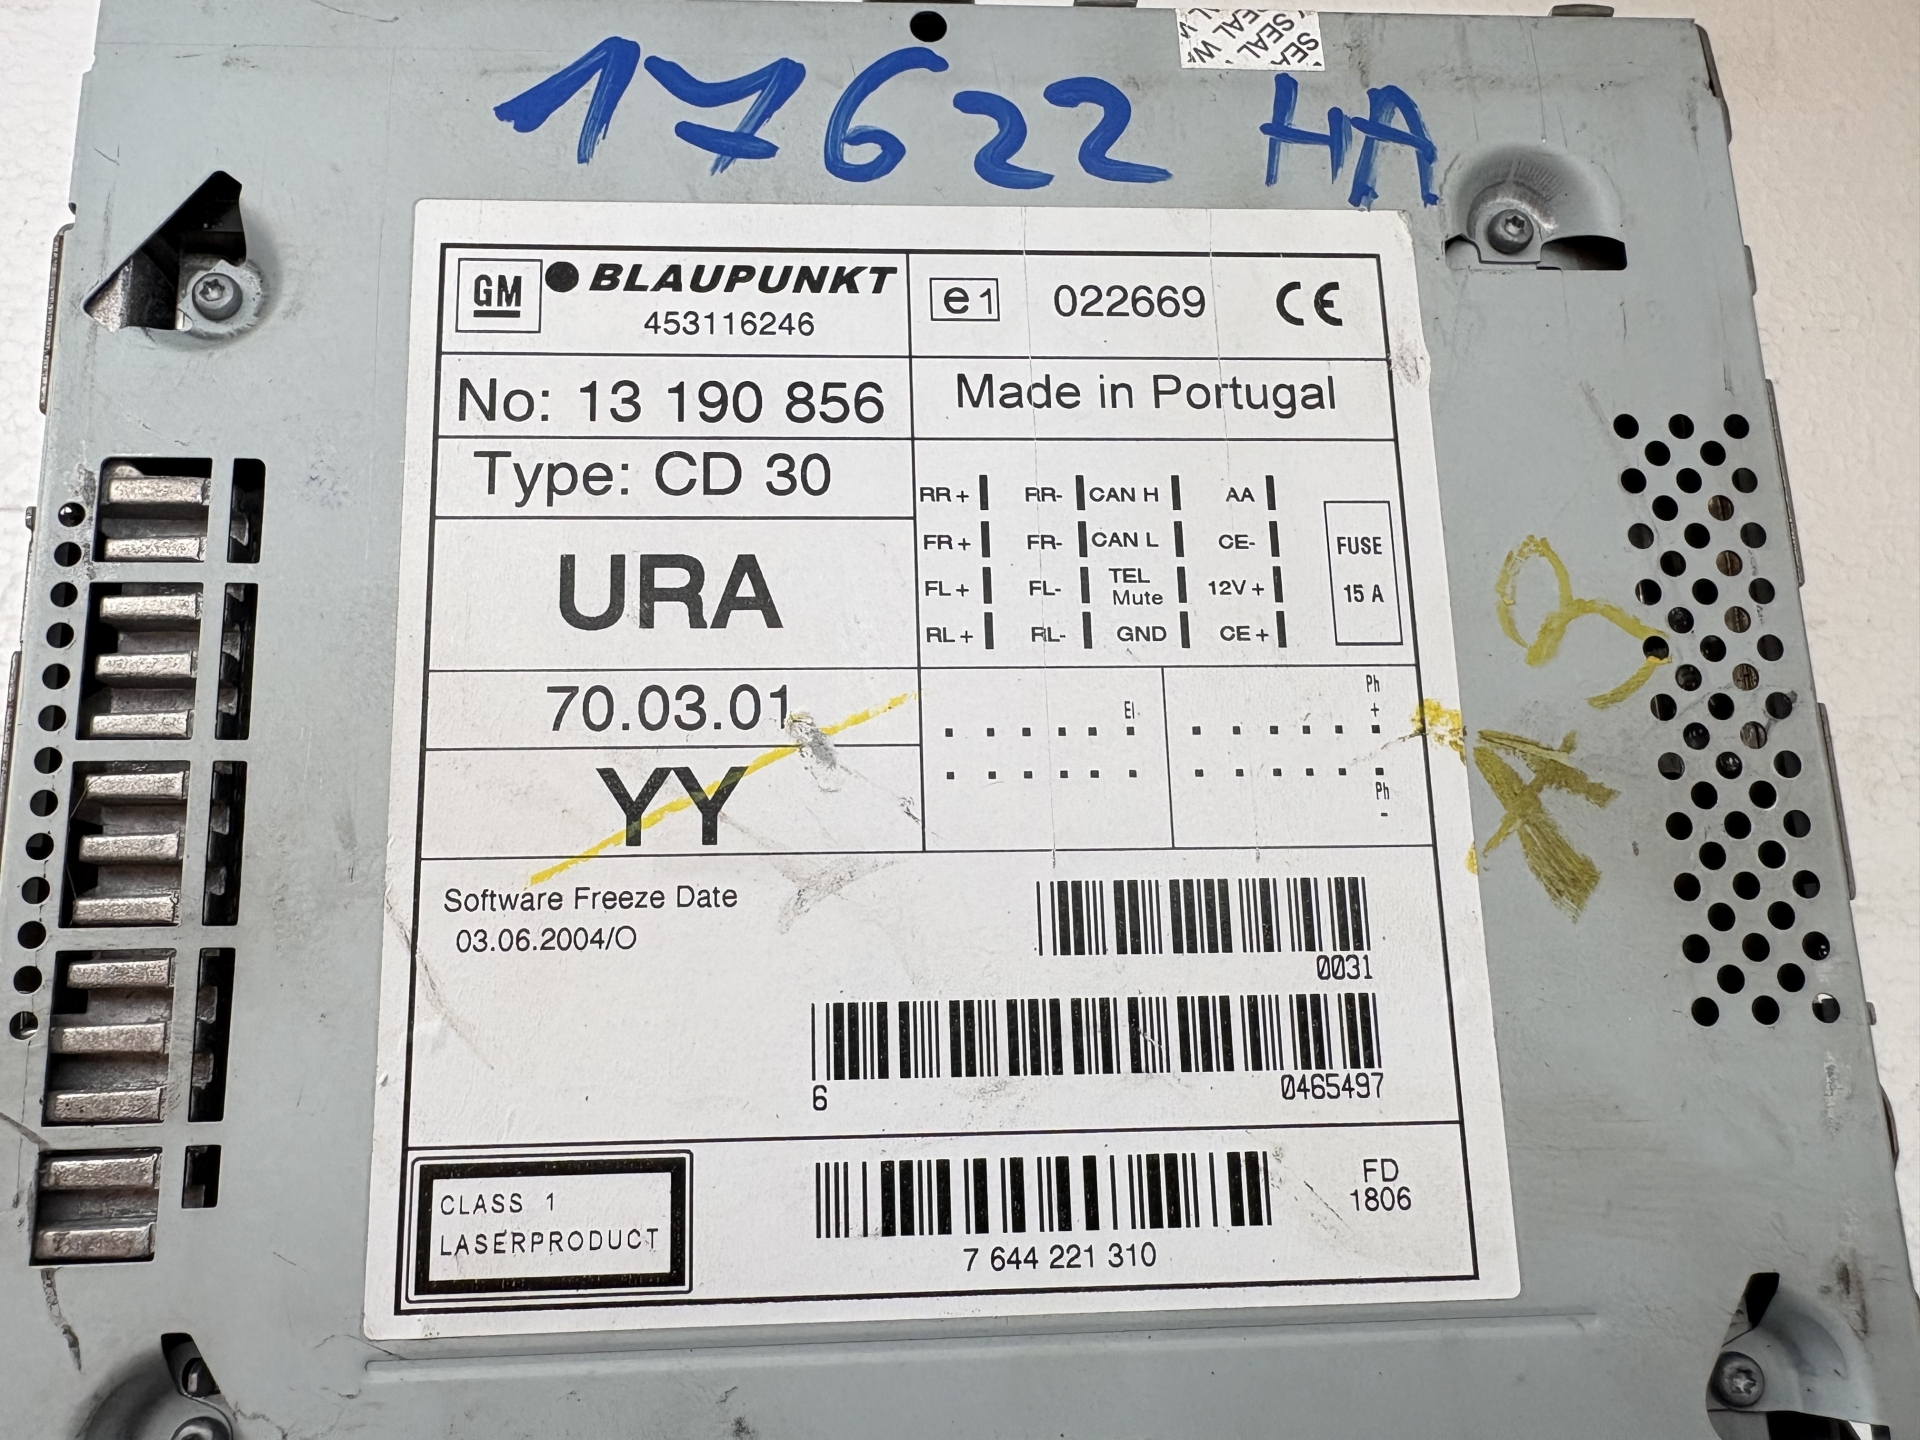 17622 HA
GM BLAUPUNKT
453116246
e1 022669 CE
No: 13 190 856
Made in Portugal
Type: CD 30
URA
70.03.01
YY
RR + RR- CAN H AA
FR + FR- CAN L CE-
FL + FL- TEL Mute 12V +
RL + RL- GND CE +
FUSE
15 A
El
Ph
+
Ph
-
Software Freeze Date
03.06.2004/O
0031
6 0465497
CLASS 1
LASERPRODUCT
7 644 221 310
FD
1806
SEAL